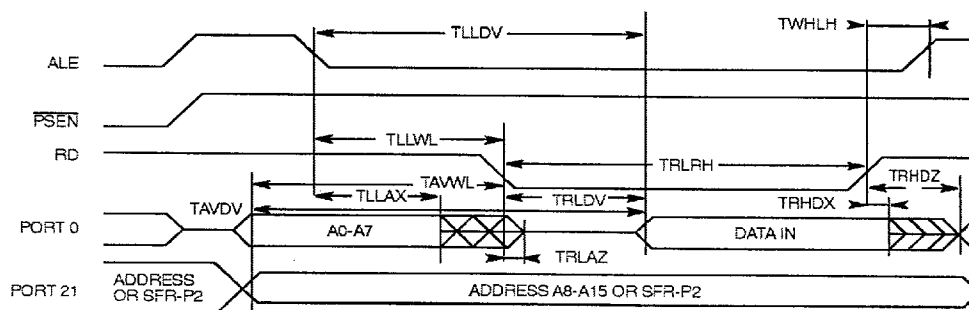 TLLDV
TWHLH
ALE
PSEN
TLLWL
RD
TRLRH
TAVWL
TRHDZ
TLLAX
TRLDV
TAVDV
TRHDX
PORT 0
A0-A7
DATA IN
TRLAZ
ADDRESS
OR SFR-P2
PORT 21
ADDRESS A8-A15 OR SFR-P2